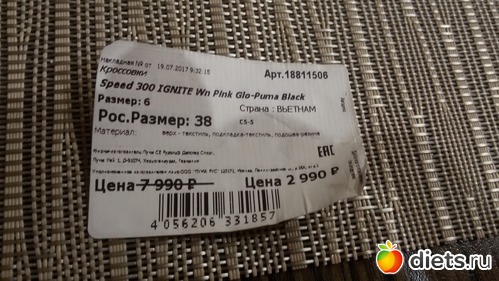 Накладная № от 19.07.2017 9:32:15
Кроссовки
Арт.18811506
Speed 300 IGNITE Wn Pink Glo-Puma Black
Размер: 6
Страна : ВЬЕТНАМ
Рос.Размер: 38
CS-5
Материал: верх - текстиль, подкладка-текстиль, подошва-резина
EAC
Цена 7 990 ₽
Цена 2 990 ₽
4 056206 331857
diets.ru